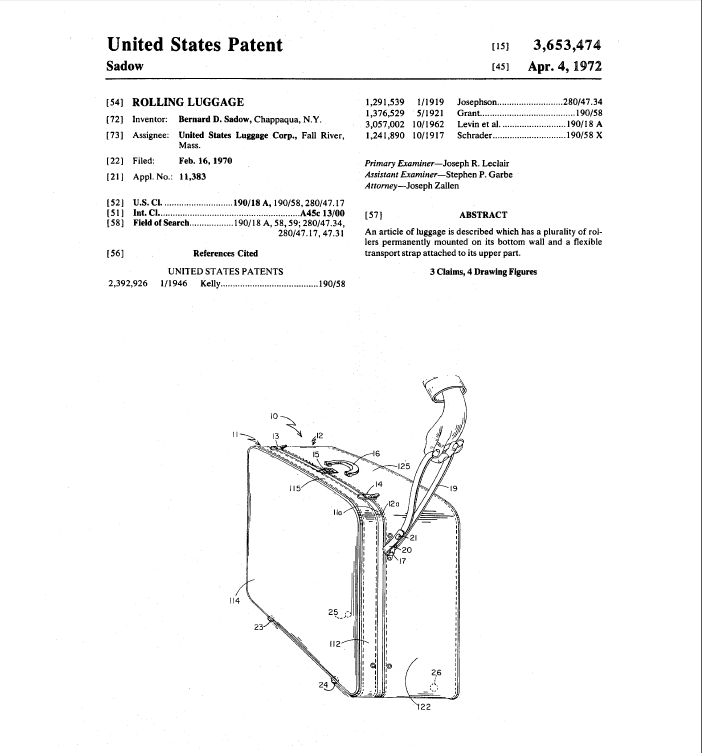 United States Patent [15] 3,653,474
Sadow [45] Apr. 4, 1972
[54] ROLLING LUGGAGE
[72] Inventor: Bernard D. Sadow, Chappaqua, N.Y.
[73] Assignee: United States Luggage Corp., Fall River,
Mass.
[22] Filed: Feb. 16, 1970
[21] Appl. No.: 11,383
[52] U.S. Cl. ..........................190/18 A, 190/58, 280/47.17
[51] Int. Cl. ....................................................A45c 13/00
[58] Field of Search.................190/18 A, 58, 59; 280/47.34,
280/47.17, 47.31
[56] References Cited
UNITED STATES PATENTS
2,392,926 1/1946 Kelly..........................................190/58
1,291,539 1/1919 Josephson...........................280/47.34
1,376,529 5/1921 Grant.......................................190/58
3,057,002 10/1962 Levin et al. ..........................190/18 A
1,241,890 10/1917 Schrader...............................190/58 X
Primary Examiner—Joseph R. Leclair
Assistant Examiner—Stephen P. Garbe
Attorney—Joseph Zallen
[57] ABSTRACT
An article of luggage is described which has a plurality of rol-
lers permanently mounted on its bottom wall and a flexible
transport strap attached to its upper part.
3 Claims, 4 Drawing Figures
10
11
13
12
15
16
125
115
14
19
11a
12a
21
20
17
114
25
23
112
24
26
122